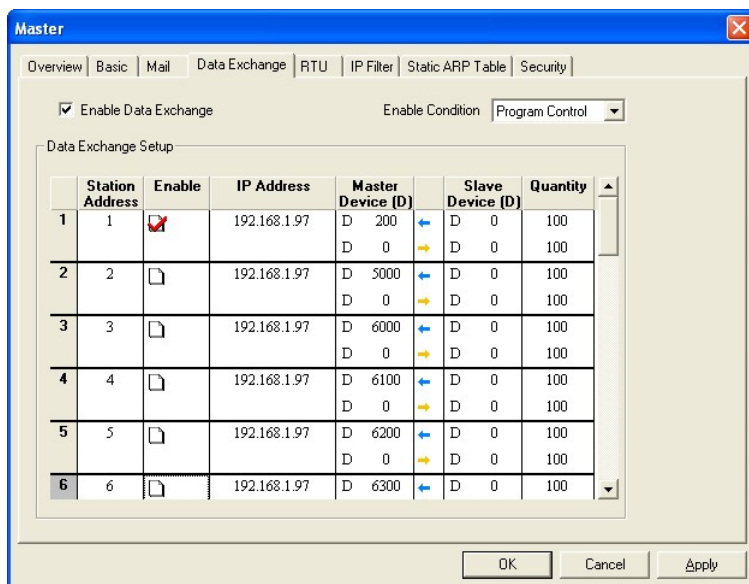 Master
Overview Basic Mail Data Exchange RTU IP Filter Static ARP Table Security
Enable Data Exchange Enable Condition Program Control
Data Exchange Setup
Station Address Enable IP Address Master Device (D) Slave Device (D) Quantity
1 1 192.168.1.97 D 200 D 0 100
D 0 D 0 100
2 2 192.168.1.97 D 5000 D 0 100
D 0 D 0 100
3 3 192.168.1.97 D 6000 D 0 100
D 0 D 0 100
4 4 192.168.1.97 D 6100 D 0 100
D 0 D 0 100
5 5 192.168.1.97 D 6200 D 0 100
D 0 D 0 100
6 6 192.168.1.97 D 6300 D 0 100
OK Cancel Apply